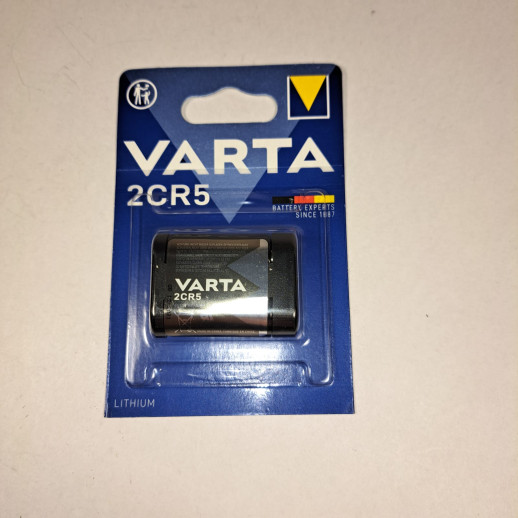 VARTA
2CR5
BATTERY EXPERTS
SINCE 1887
VARTA
2CR5
LITHIUM